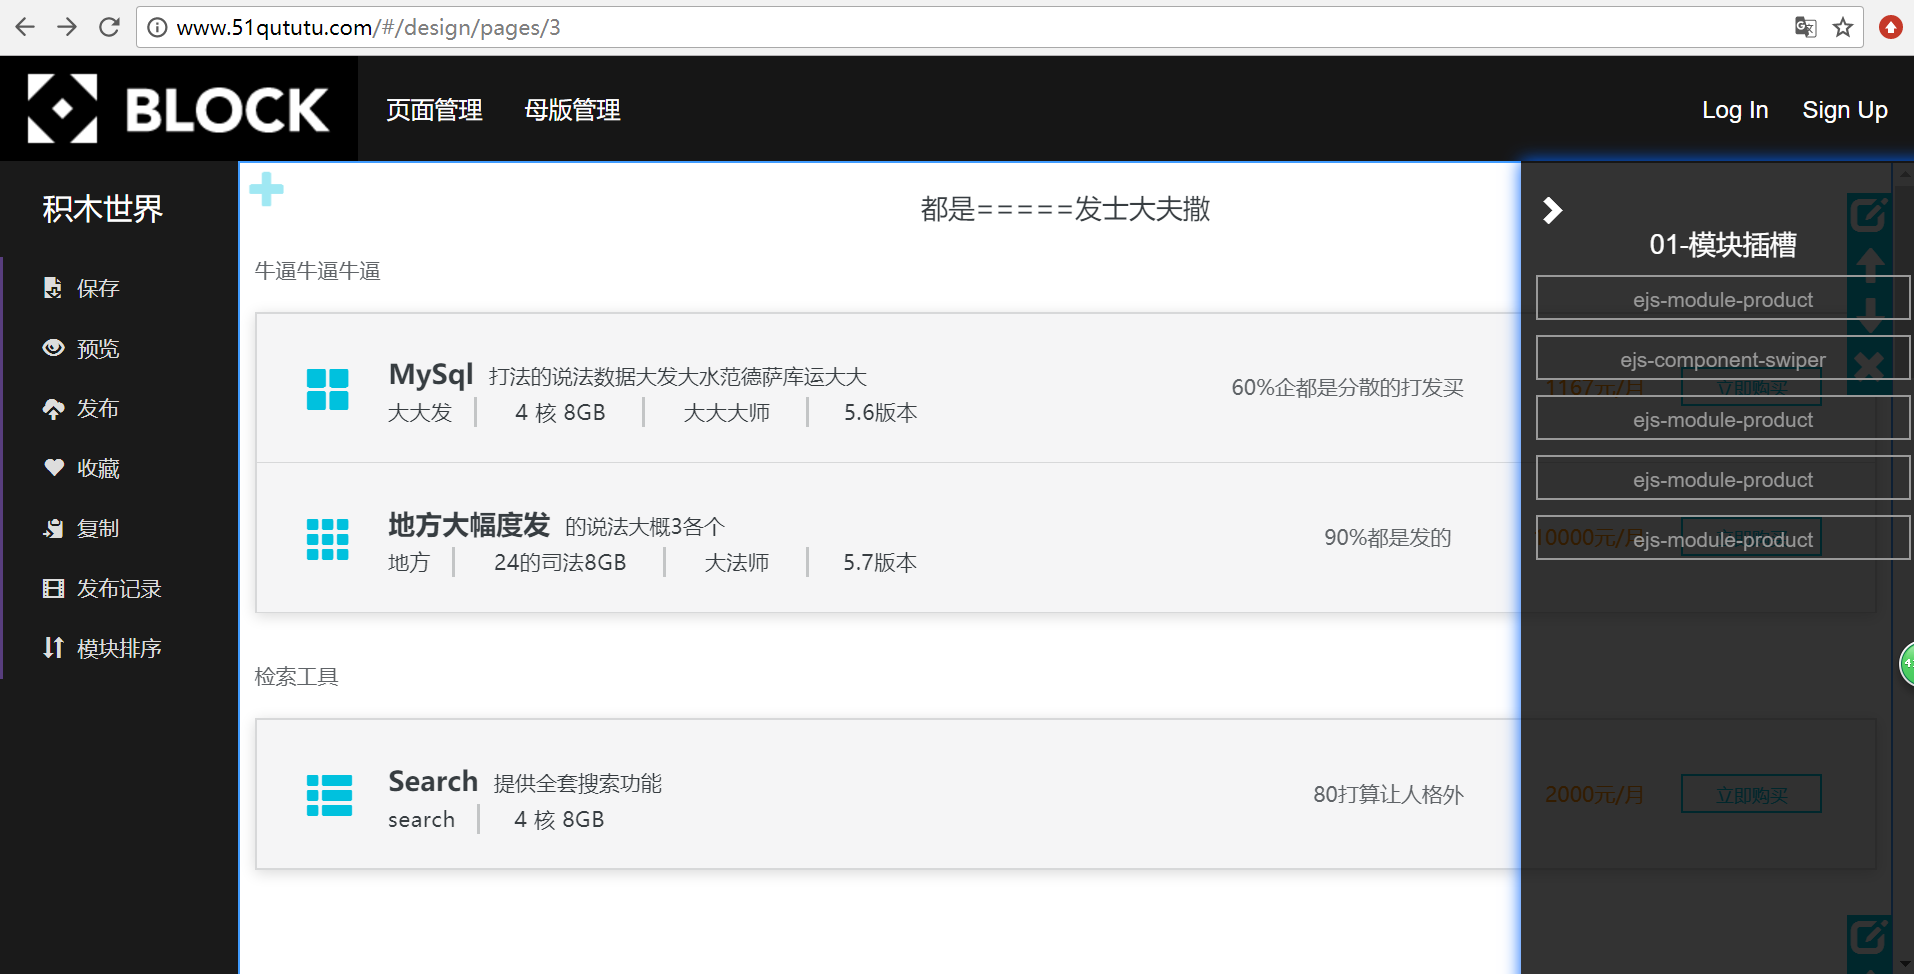 www.51qututu.com/#/design/pages/3
BLOCK
页面管理
母版管理
Log In
Sign Up
积木世界
保存
预览
发布
收藏
复制
发布记录
模块排序
都是=====发士大夫撒
牛逼牛逼牛逼
MySql 打法的说法数据大发大水范德萨库运大大
大大发 4 核 8GB 大大大师 5.6版本
60%企都是分散的打发买
1167元/月
立即购买
地方大幅度发 的说法大概3各个
地方 24的司法8GB 大法师 5.7版本
90%都是发的
10000元/月
检索工具
Search 提供全套搜索功能
search 4 核 8GB
80打算让人格外
2000元/月
立即购买
01-模块插槽
ejs-module-product
ejs-component-swiper
ejs-module-product
ejs-module-product
ejs-module-product